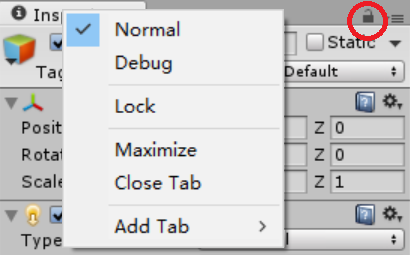 Insp
Normal
Static
Debug
Tag
Default
Lock
Posit
Z 0
Rotat
Maximize
Z 0
Scale
Close Tab
Z 1
Add Tab
Type